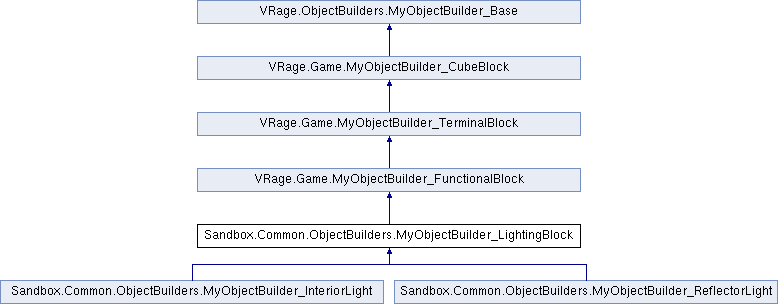 VRage.ObjectBuilders.MyObjectBuilder_Base
VRage.Game.MyObjectBuilder_CubeBlock
VRage.Game.MyObjectBuilder_TerminalBlock
VRage.Game.MyObjectBuilder_FunctionalBlock
Sandbox.Common.ObjectBuilders.MyObjectBuilder_LightingBlock
Sandbox.Common.ObjectBuilders.MyObjectBuilder_InteriorLight
Sandbox.Common.ObjectBuilders.MyObjectBuilder_ReflectorLight